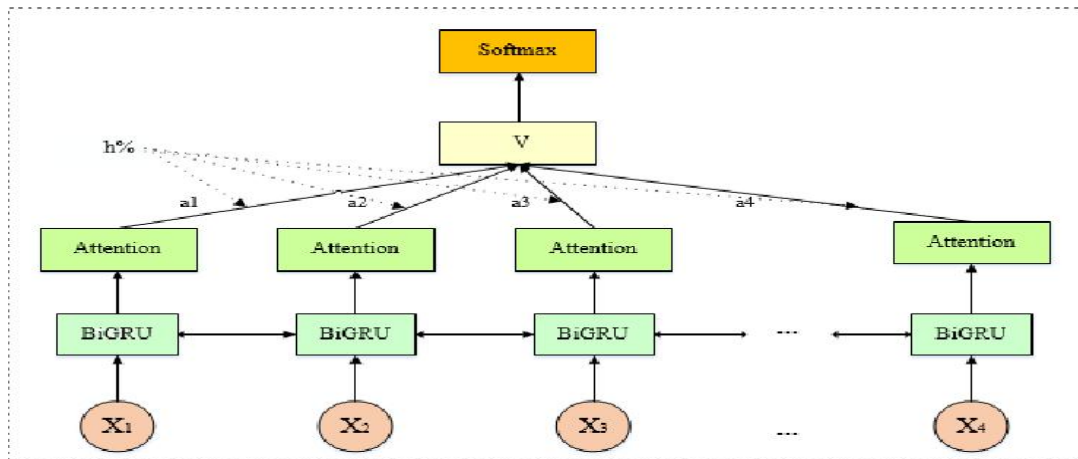 Softmax
V
h%
a1 a2 a3 a4
Attention Attention Attention Attention
BiGRU BiGRU BiGRU ... BiGRU
X1 X2 X3 ... X4